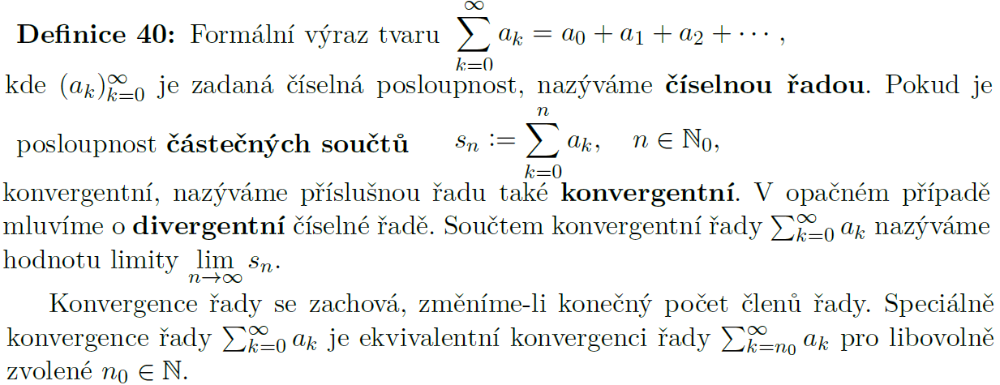 Definice 40: Formální výraz tvaru $\sum_{k=0}^{\infty} a_k = a_0 + a_1 + a_2 + \cdots,$
kde $(a_k)_{k=0}^{\infty}$ je zadaná číselná posloupnost, nazýváme číselnou řadou. Pokud je
posloupnost částečných součtů $s_n := \sum_{k=0}^{n} a_k, \quad n \in \mathbb{N}_0,$
konvergentní, nazýváme příslušnou řadu také konvergentní. V opačném případě
mluvíme o divergentní číselné řadě. Součtem konvergentní řady $\sum_{k=0}^{\infty} a_k$ nazýváme
hodnotu limity $\lim_{n \to \infty} s_n$.
Konvergence řady se zachová, změníme-li konečný počet členů řady. Speciálně
konvergence řady $\sum_{k=0}^{\infty} a_k$ je ekvivalentní konvergenci řady $\sum_{k=n_0}^{\infty} a_k$ pro libovolně
zvolené $n_0 \in \mathbb{N}$.